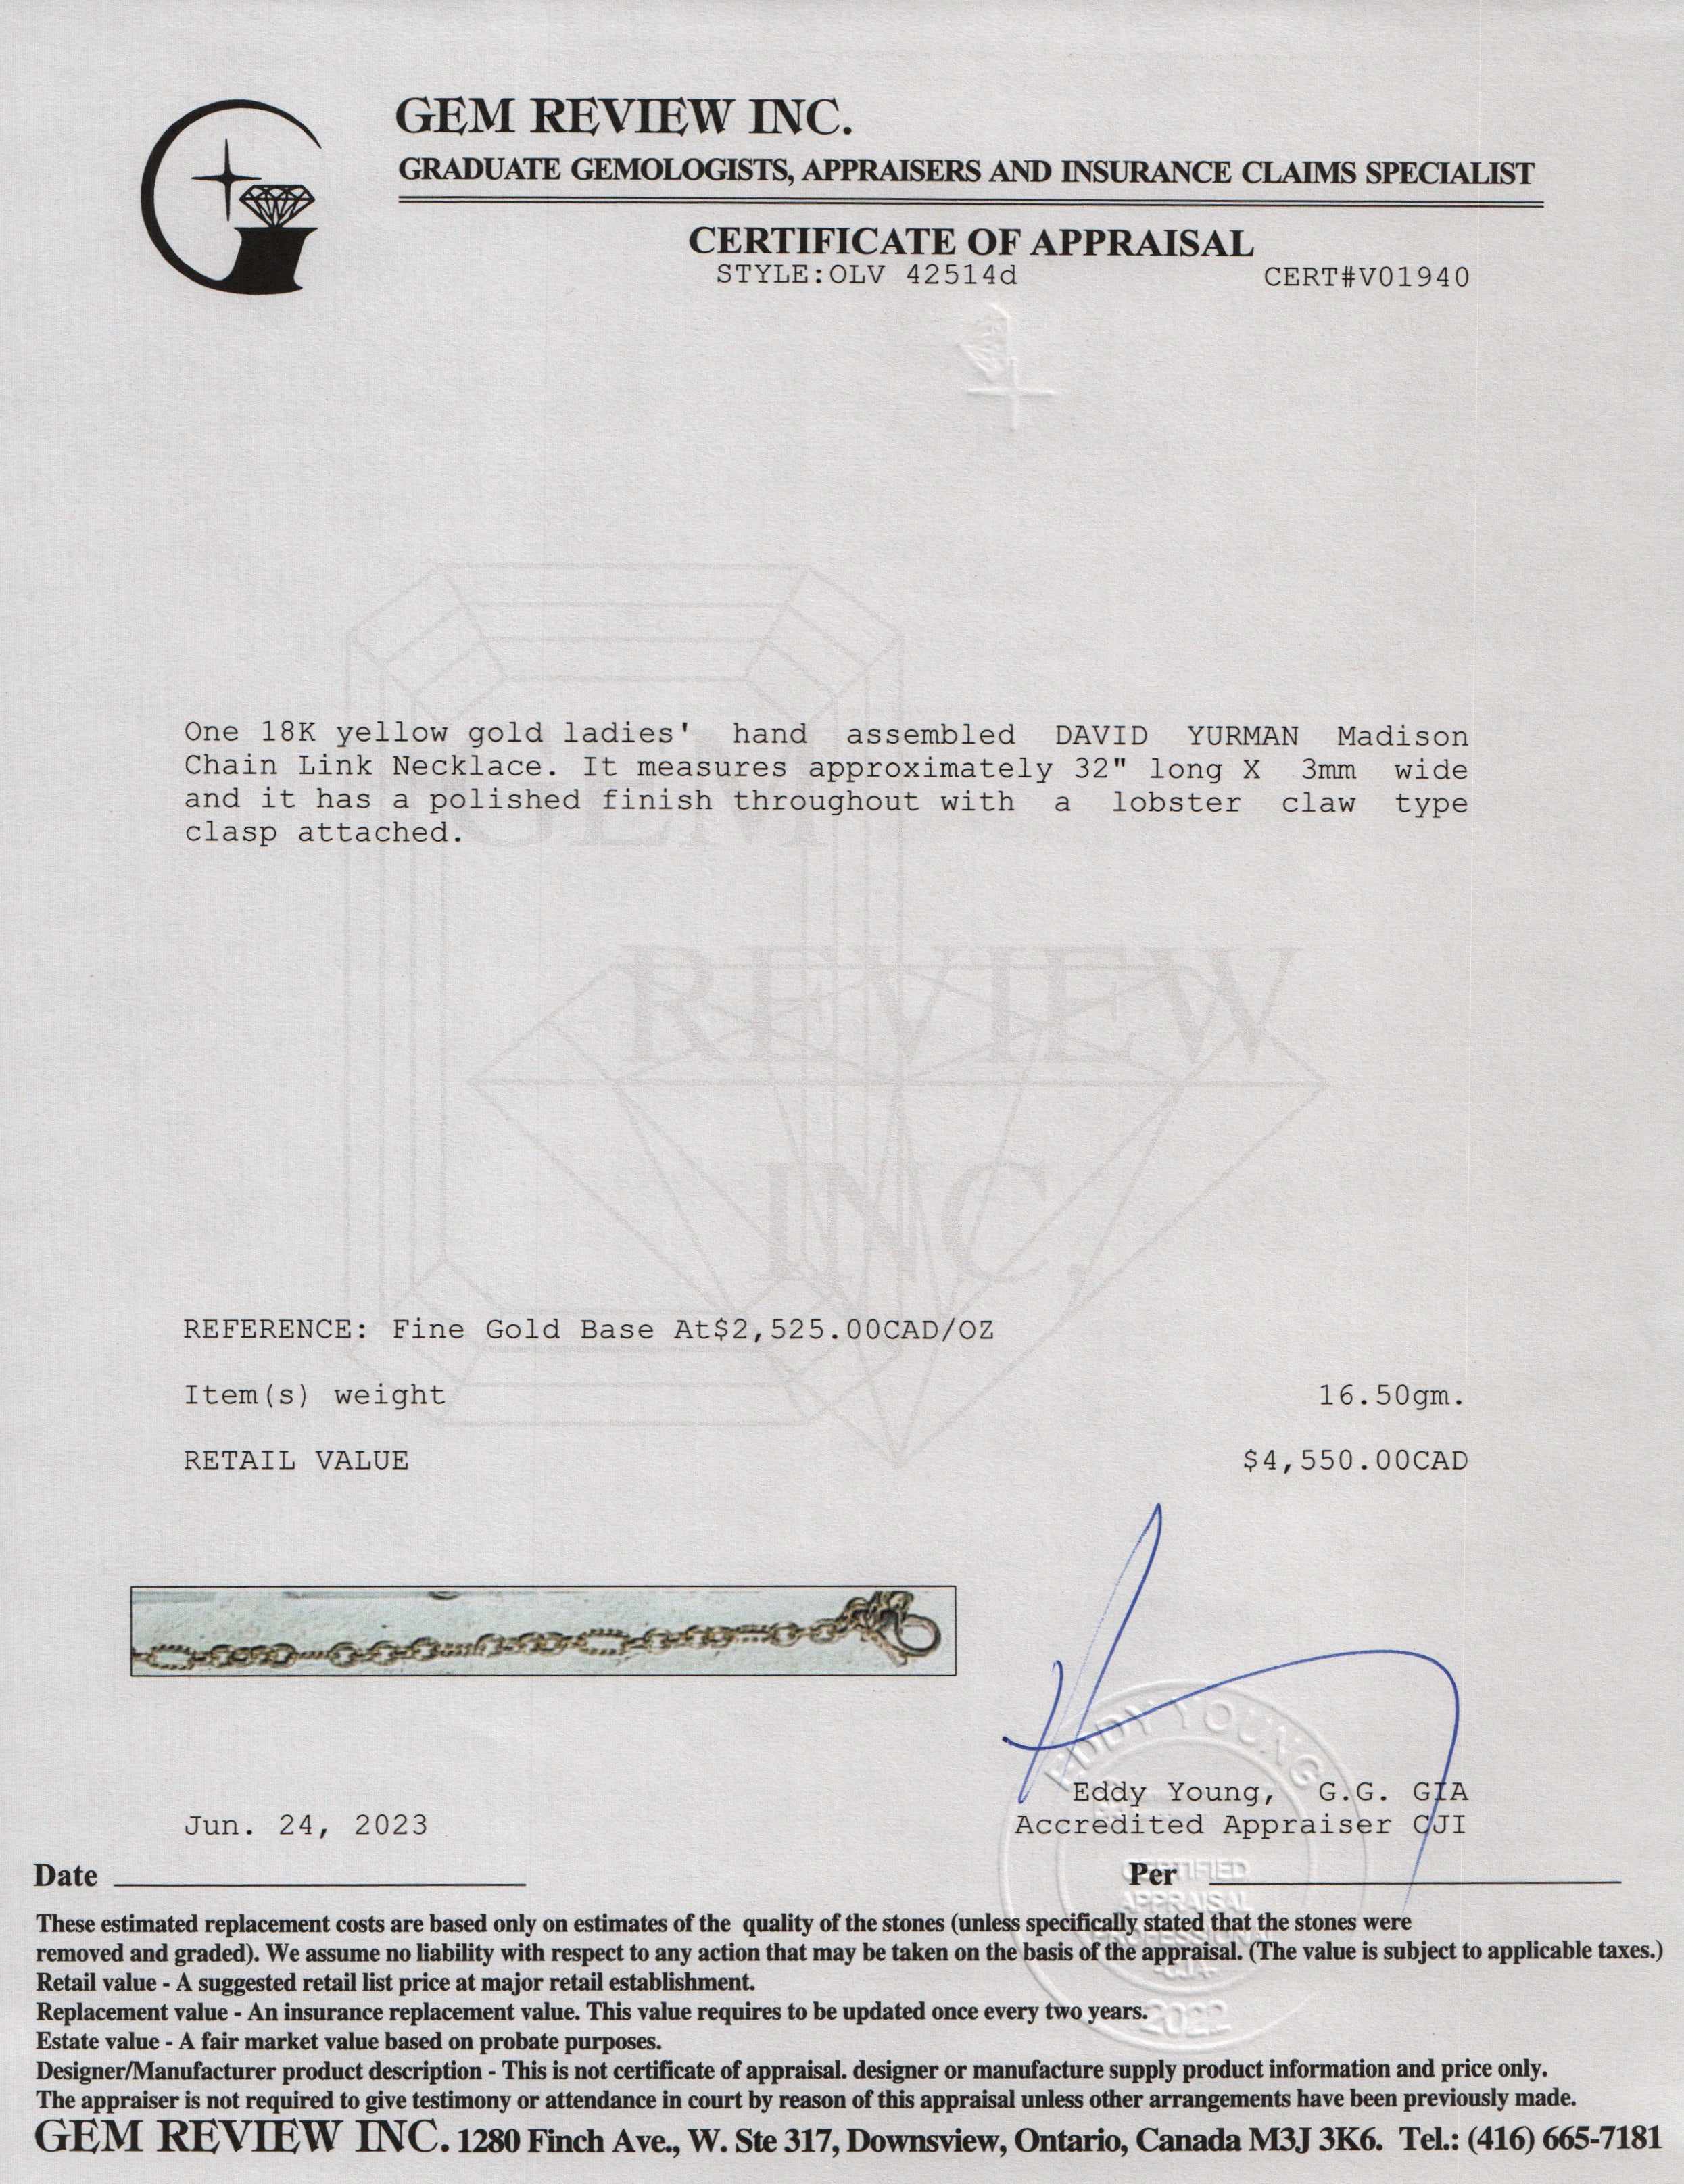 GEM REVIEW INC.
GRADUATE GEMOLOGISTS, APPRAISERS AND INSURANCE CLAIMS SPECIALIST
CERTIFICATE OF APPRAISAL
STYLE:OLV 42514d CERT#V01940
One 18K yellow gold ladies' hand assembled DAVID YURMAN Madison
Chain Link Necklace. It measures approximately 32" long X 3mm wide
and it has a polished finish throughout with a lobster claw type
clasp attached.
GEM
REVIEW
INC.
REFERENCE: Fine Gold Base At$2,525.00CAD/OZ
Item(s) weight 16.50gm.
RETAIL VALUE $4,550.00CAD
EDDY YOUNG
Eddy Young, G.G. GIA
Jun. 24, 2023 Accredited Appraiser CJI
Date Per
CERTIFIED
APPRAISAL
PROFESSIONAL
2022
These estimated replacement costs are based only on estimates of the quality of the stones (unless specifically stated that the stones were
removed and graded). We assume no liability with respect to any action that may be taken on the basis of the appraisal. (The value is subject to applicable taxes.)
Retail value - A suggested retail list price at major retail establishment.
Replacement value - An insurance replacement value. This value requires to be updated once every two years.
Estate value - A fair market value based on probate purposes.
Designer/Manufacturer product description - This is not certificate of appraisal. designer or manufacture supply product information and price only.
The appraiser is not required to give testimony or attendance in court by reason of this appraisal unless other arrangements have been previously made.
GEM REVIEW INC. 1280 Finch Ave., W. Ste 317, Downsview, Ontario, Canada M3J 3K6. Tel.: (416) 665-7181